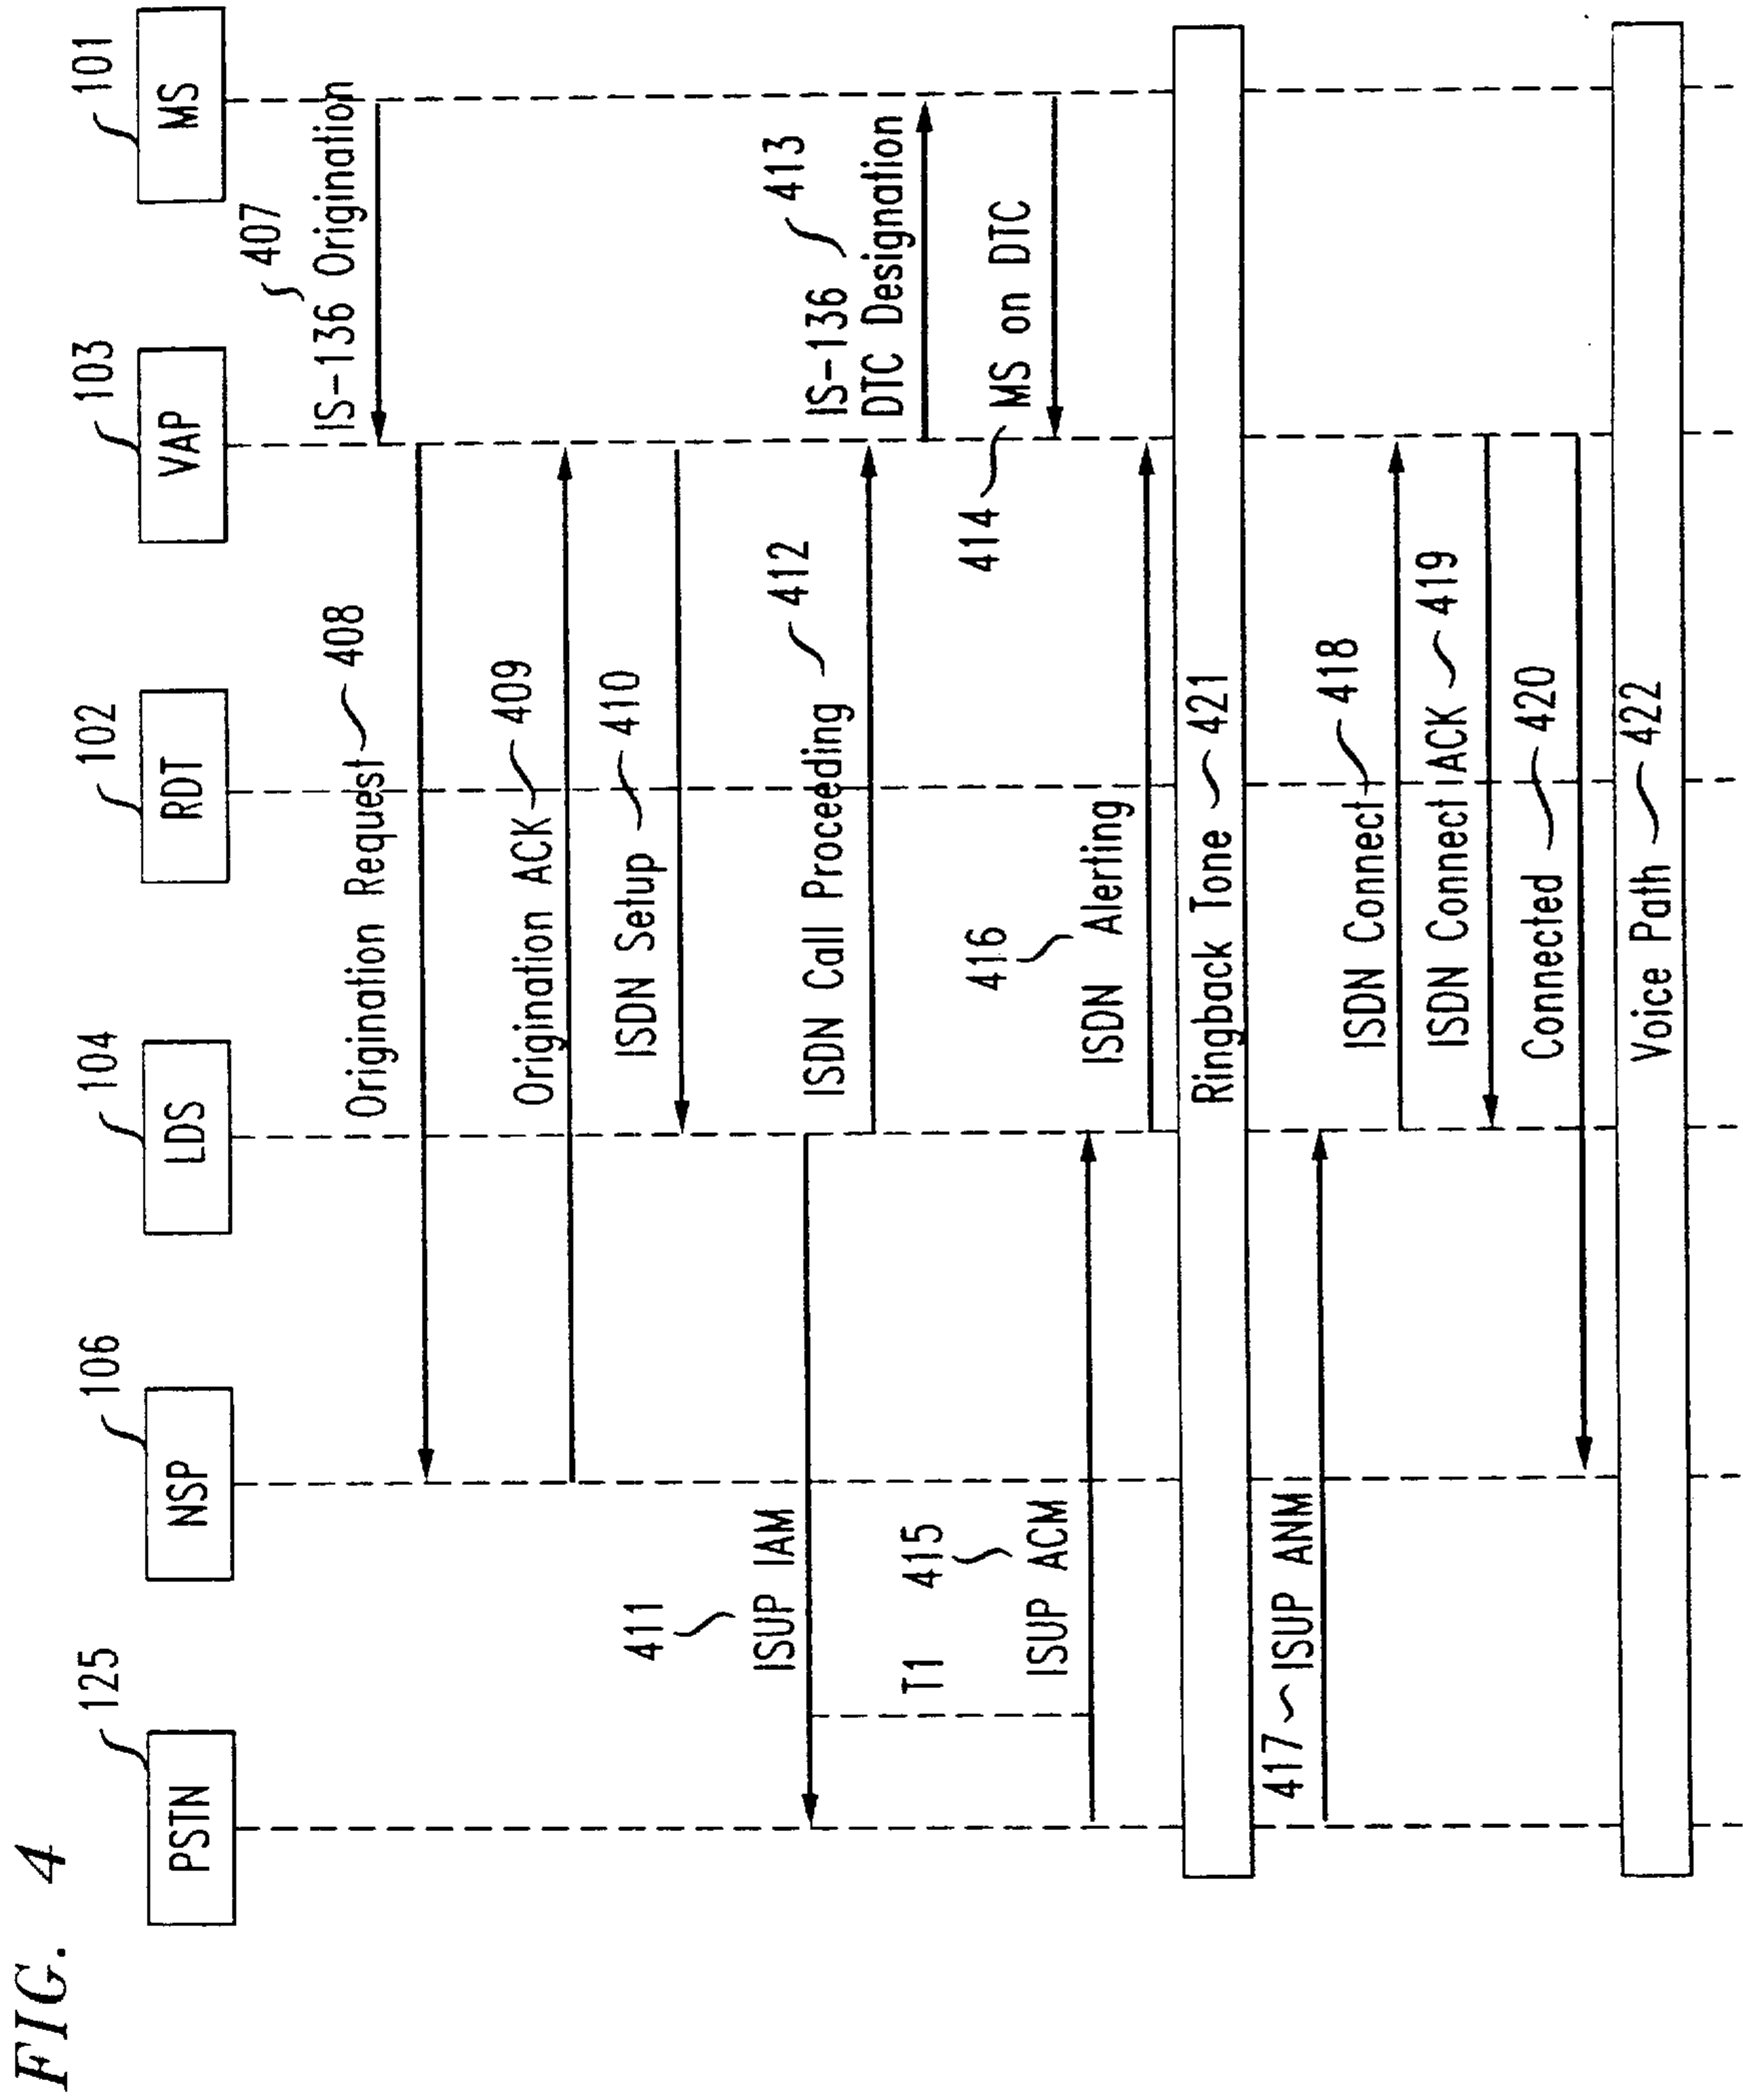 FIG. 4
125
106
104
102
103
101
PSTN
NSP
LDS
RDT
VAP
MS
407
IS-136 Origination
Origination Request
408
Origination ACK
409
ISDN Setup
410
411
ISUP IAM
ISDN Call Proceeding
412
IS-136
413
DTC Designation
T1
414
MS on DTC
415
ISUP ACM
416
ISDN Alerting
Ringback Tone
421
417
ISUP ANM
ISDN Connect
418
ISDN Connect ACK
419
Connected
420
Voice Path
422